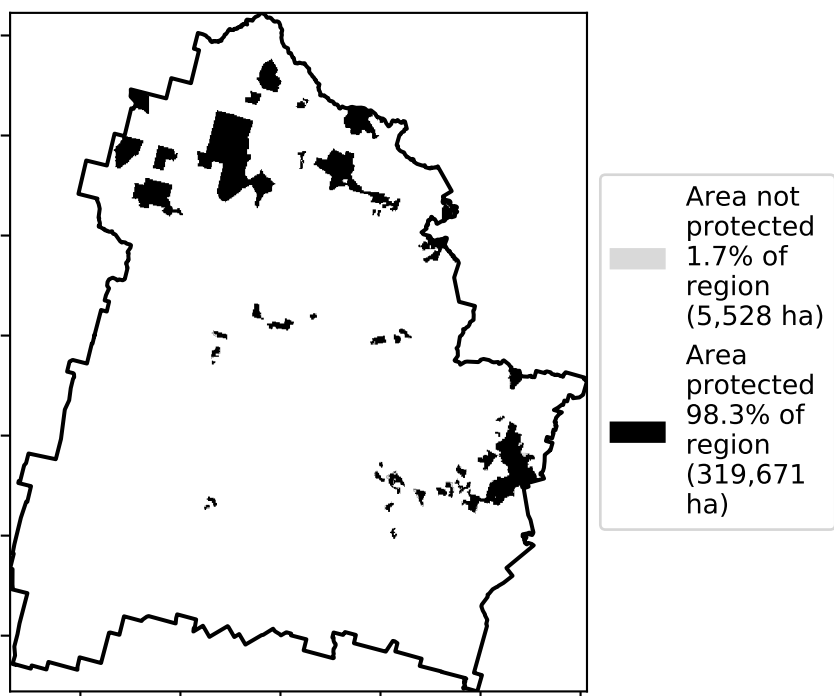 Area not
protected
1.7% of
region
(5,528 ha)
Area
protected
98.3% of
region
(319,671
ha)